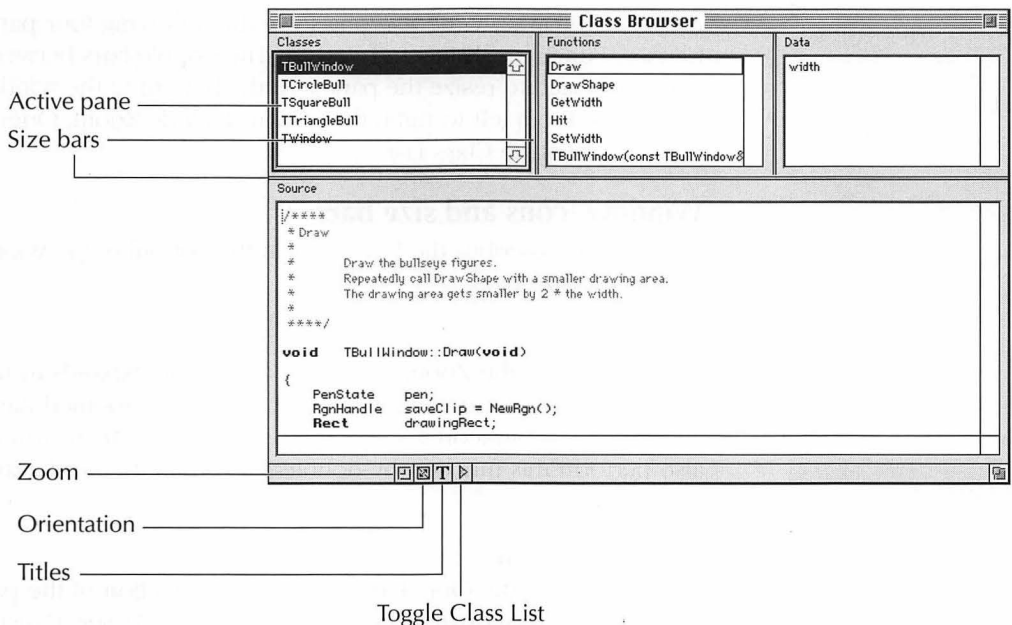 Class Browser
Classes
Functions
Data
TBullWindow
TCircleBull
TSquareBull
TTriangleBull
TWindow
Draw
DrawShape
GetWidth
Hit
SetWidth
TBullWindow(const TBullWindow&
width
Active pane
Size bars
Source
/****
* Draw
*
* Draw the bullseye figures.
* Repeatedly call DrawShape with a smaller drawing area.
* The drawing area gets smaller by 2 * the width.
*
****/
void TBullWindow::Draw(void)
{
PenState pen;
RgnHandle saveClip = NewRgn();
Rect drawingRect;
Zoom
T
Orientation
Titles
Toggle Class List